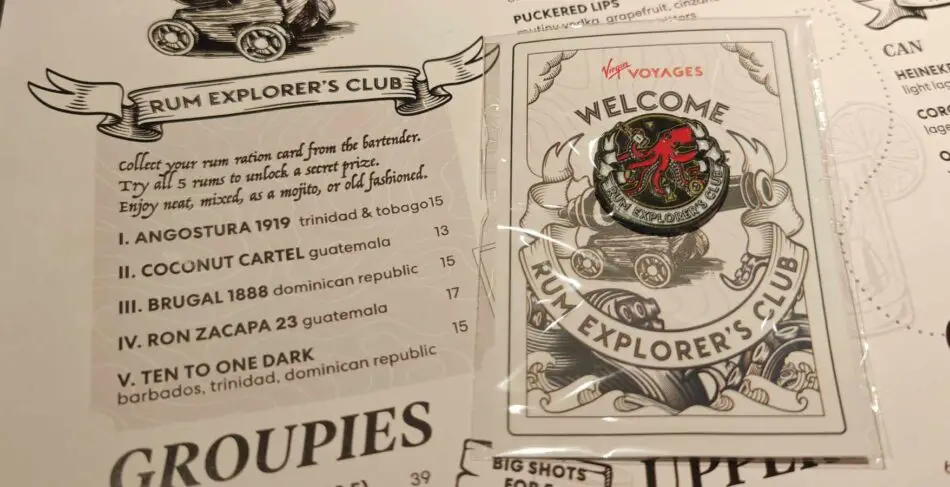 RUM EXPLORER'S CLUB
Collect your rum ration card from the bartender.
Try all 5 rums to unlock a secret prize.
Enjoy neat, mixed, as a mojito, or old fashioned.
I. ANGOSTURA 1919 trinidad & tobago 15
II. COCONUT CARTEL guatemala 13
III. BRUGAL 1888 dominican republic 15
IV. RON ZACAPA 23 guatemala 17
V. TEN TO ONE DARK 15
barbados, trinidad, dominican republic
GROUPIES
39
PUCKERED LIPS
mutiny vodka, grapefruit,
Virgin VOYAGES
WELCOME
RUM EXPLORER'S CLUB
RUM EXPLORER'S CLUB
BIG SHOTS
CAN